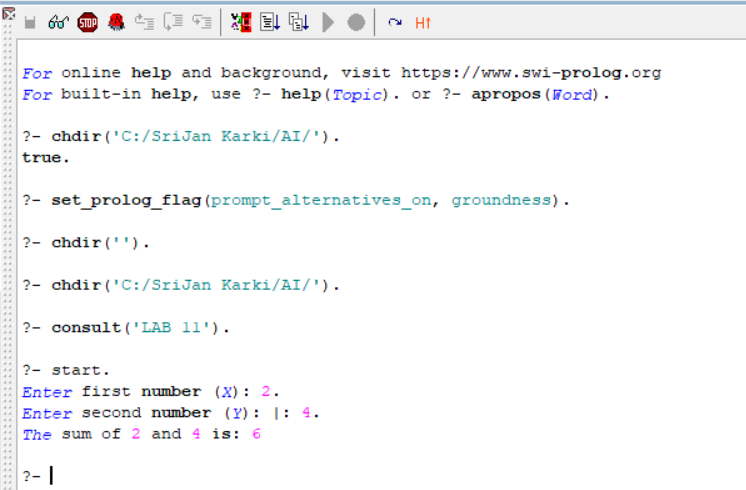 STOP H↑
For online help and background, visit https://www.swi-prolog.org
For built-in help, use ?- help(Topic). or ?- apropos(Word).
?- chdir('C:/SriJan Karki/AI/').
true.
?- set_prolog_flag(prompt_alternatives_on, groundness).
?- chdir('').
?- chdir('C:/SriJan Karki/AI/').
?- consult('LAB 11').
?- start.
Enter first number (X): 2.
Enter second number (Y): |: 4.
The sum of 2 and 4 is: 6
?-